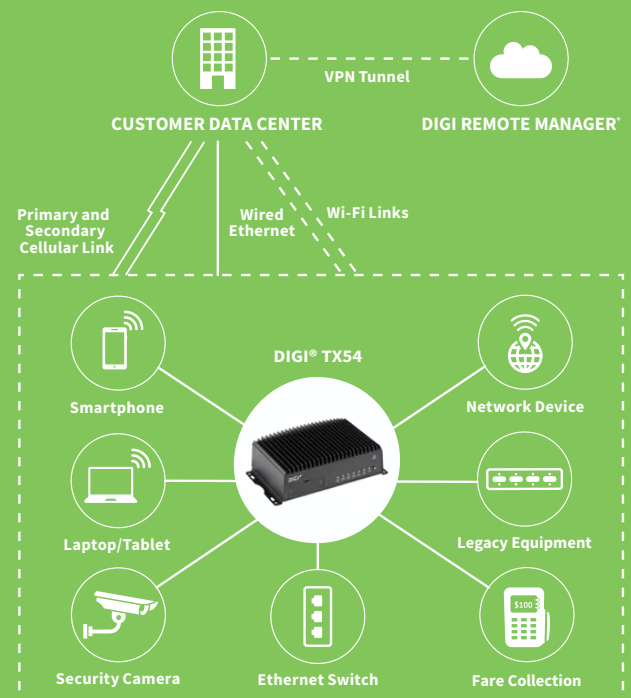 VPN Tunnel
CUSTOMER DATA CENTER
DIGI REMOTE MANAGER®
Primary and
Secondary
Cellular Link
Wired
Ethernet
Wi-Fi Links
DIGI® TX54
Smartphone
Network Device
DIGI
Laptop/Tablet
Legacy Equipment
$100
Security Camera
Ethernet Switch
Fare Collection